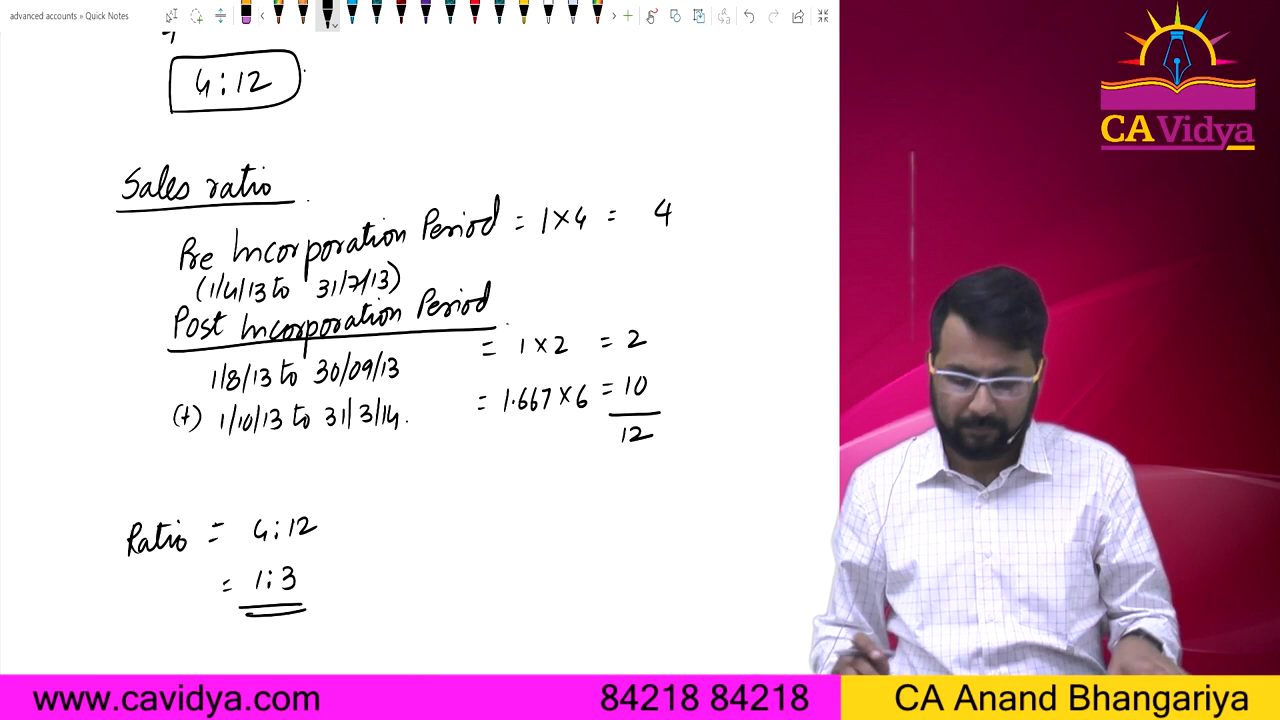 advanced accounts » Quick Notes
4:12
CA Vidya
Sales ratio
Pre Incorporation Period = 1×4 = 4
(1/4/13 to 31/7/13)
Post Incorporation Period
1/8/13 to 30/09/13 = 1×2 = 2
(+) 1/10/13 to 31/3/14. = 1.667×6 = 10
12
Ratio = 4:12
= 1:3
www.cavidya.com 84218 84218 CA Anand Bhangariya